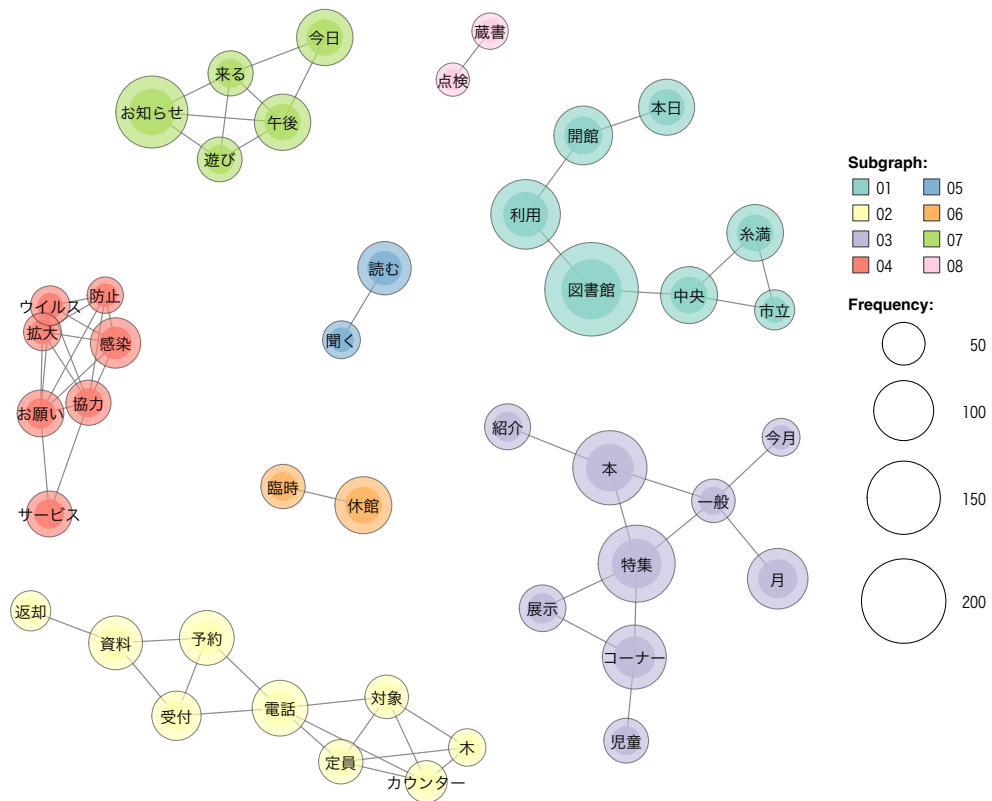 今日
蔵書
来る
点検
お知らせ
午後
遊び
本日
開館
利用
糸満
図書館
中央
市立
読む
聞く
防止
ウイルス
拡大
感染
お願い
協力
サービス
臨時
休館
紹介
本
今月
一般
特集
月
展示
コーナー
児童
返却
資料
予約
受付
電話
対象
定員
木
カウンター
Subgraph:
01 05
02 06
03 07
04 08
Frequency:
50
100
150
200